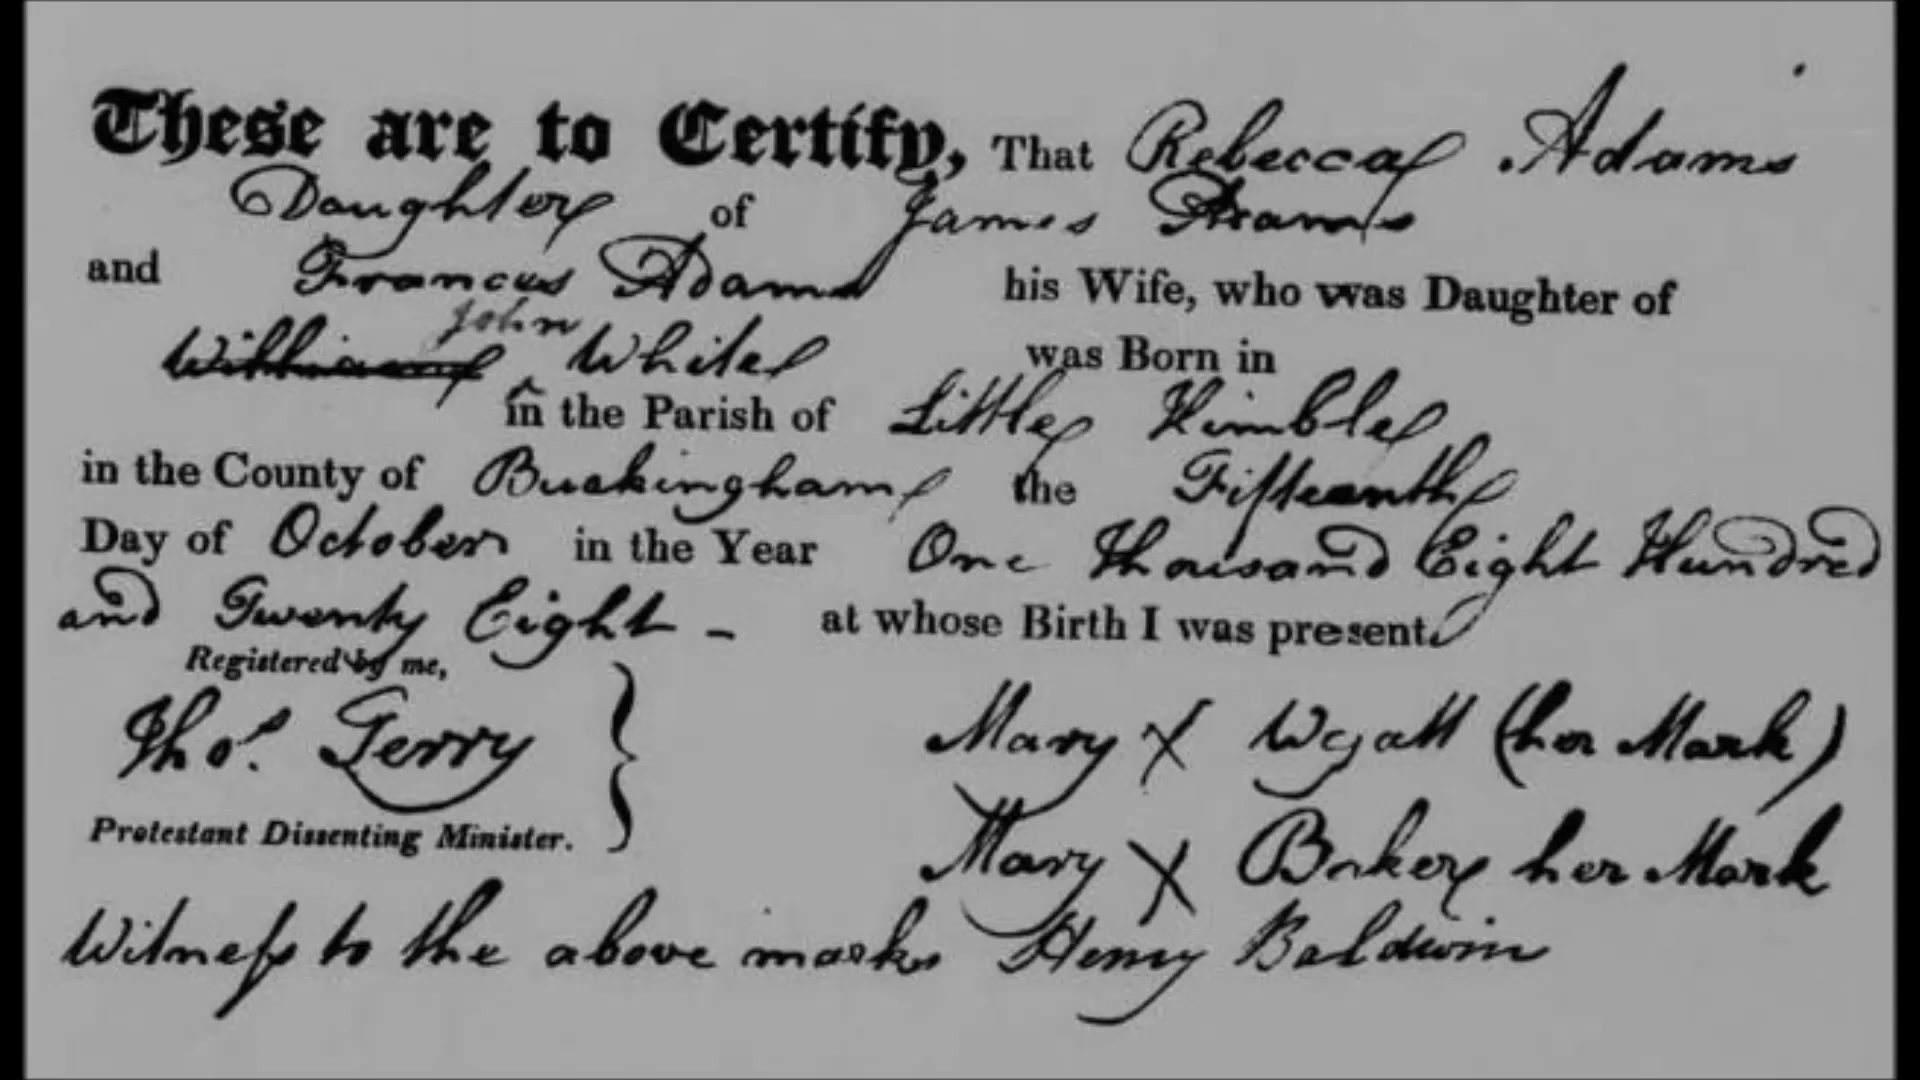 These are to Certify, That Rebecca Adams
Daughter of James Adams
and Frances Adams his Wife, who was Daughter of
William John White was Born in
in the Parish of Little Kimble
in the County of Buckingham the Fifteenth
Day of October in the Year One Thousand Eight Hundred
and Twenty Eight - at whose Birth I was present.
Registered by me,
Thos. Terry
Protestant Dissenting Minister.
Mary X Wyatt (her Mark)
Mary X Baker her Mark
Witness to the above marks Henry Baldwin